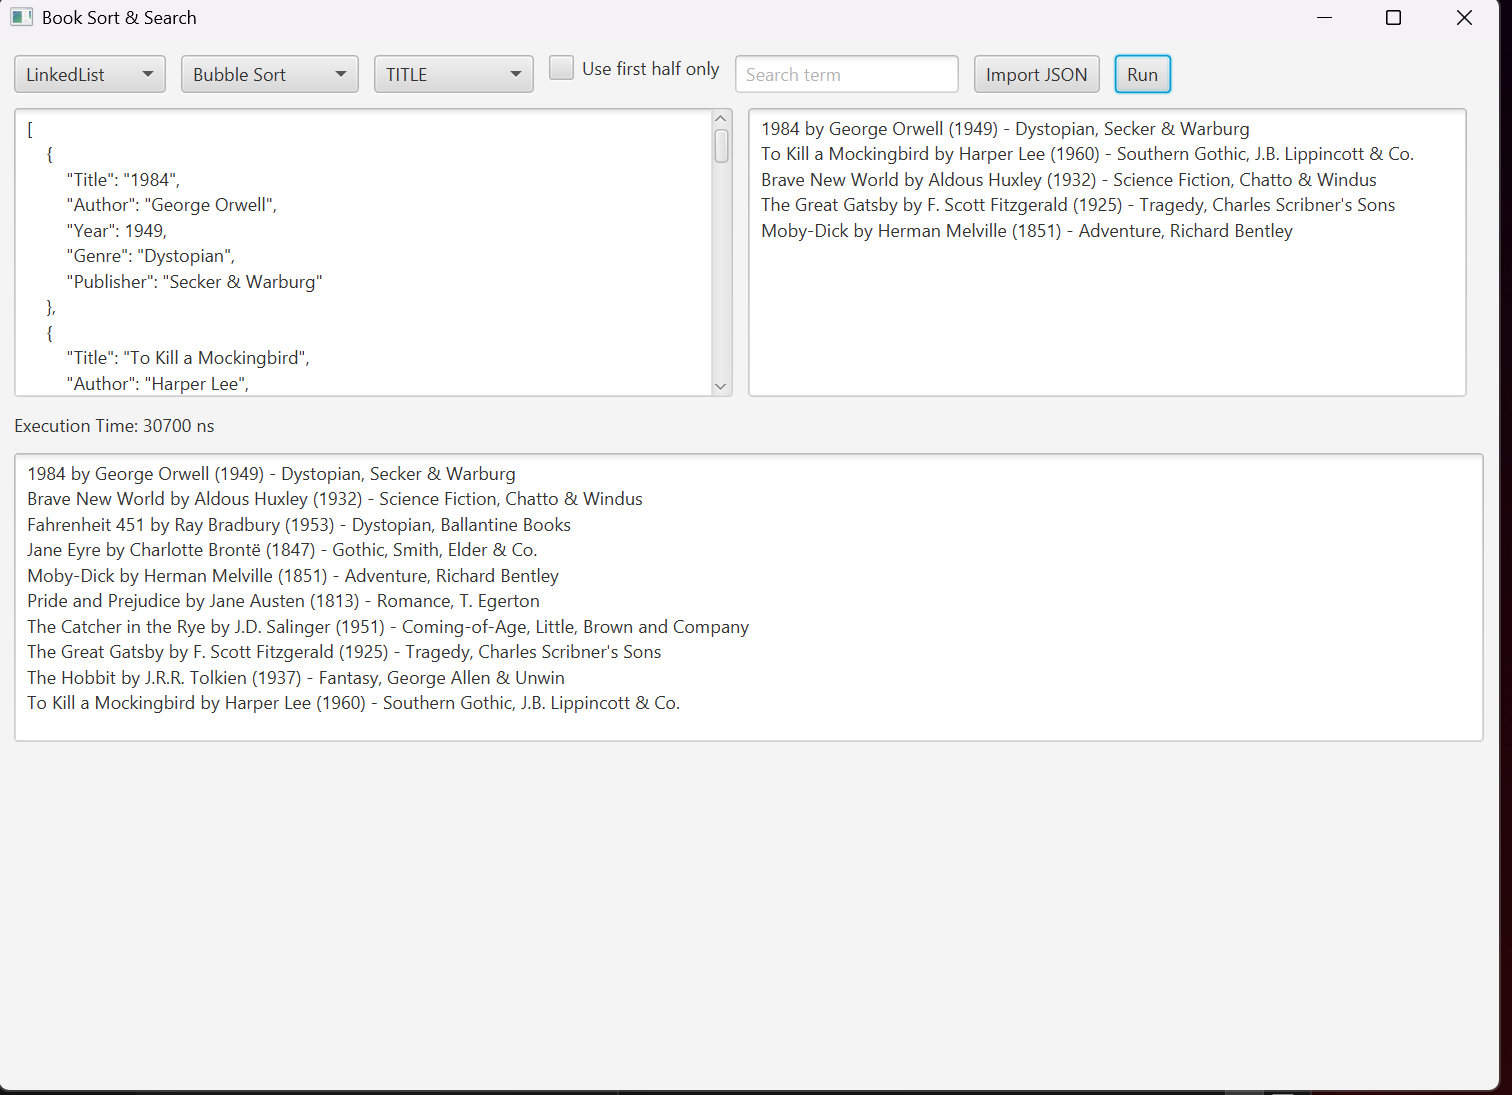 Book Sort & Search
LinkedList Bubble Sort TITLE Use first half only Search term Import JSON Run
[
{
"Title": "1984",
"Author": "George Orwell",
"Year": 1949,
"Genre": "Dystopian",
"Publisher": "Secker & Warburg"
},
{
"Title": "To Kill a Mockingbird",
"Author": "Harper Lee",
1984 by George Orwell (1949) - Dystopian, Secker & Warburg
To Kill a Mockingbird by Harper Lee (1960) - Southern Gothic, J.B. Lippincott & Co.
Brave New World by Aldous Huxley (1932) - Science Fiction, Chatto & Windus
The Great Gatsby by F. Scott Fitzgerald (1925) - Tragedy, Charles Scribner's Sons
Moby-Dick by Herman Melville (1851) - Adventure, Richard Bentley
Execution Time: 30700 ns
1984 by George Orwell (1949) - Dystopian, Secker & Warburg
Brave New World by Aldous Huxley (1932) - Science Fiction, Chatto & Windus
Fahrenheit 451 by Ray Bradbury (1953) - Dystopian, Ballantine Books
Jane Eyre by Charlotte Brontë (1847) - Gothic, Smith, Elder & Co.
Moby-Dick by Herman Melville (1851) - Adventure, Richard Bentley
Pride and Prejudice by Jane Austen (1813) - Romance, T. Egerton
The Catcher in the Rye by J.D. Salinger (1951) - Coming-of-Age, Little, Brown and Company
The Great Gatsby by F. Scott Fitzgerald (1925) - Tragedy, Charles Scribner's Sons
The Hobbit by J.R.R. Tolkien (1937) - Fantasy, George Allen & Unwin
To Kill a Mockingbird by Harper Lee (1960) - Southern Gothic, J.B. Lippincott & Co.